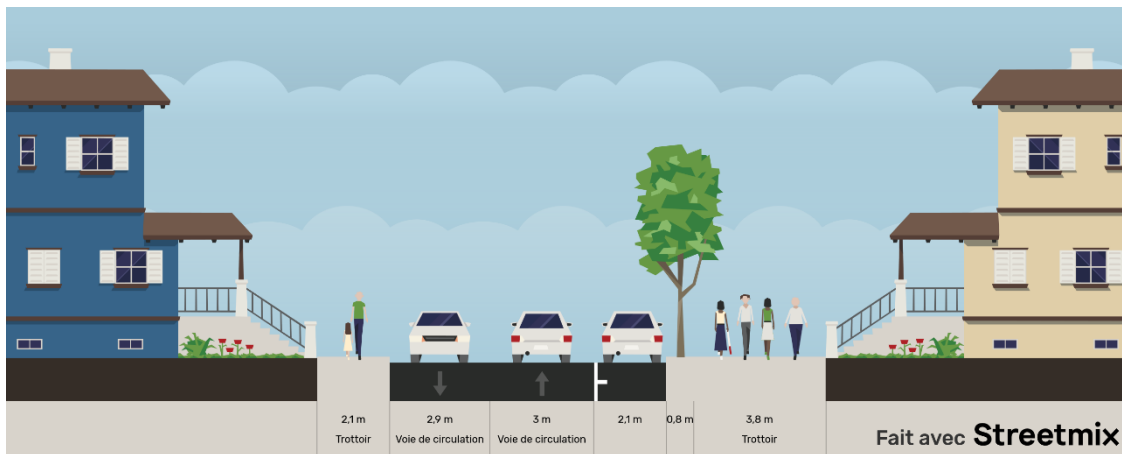 2,1 m
Trottoir
2,9 m
Voie de circulation
3 m
Voie de circulation
2,1 m
0,8 m
3,8 m
Trottoir
Fait avec Streetmix